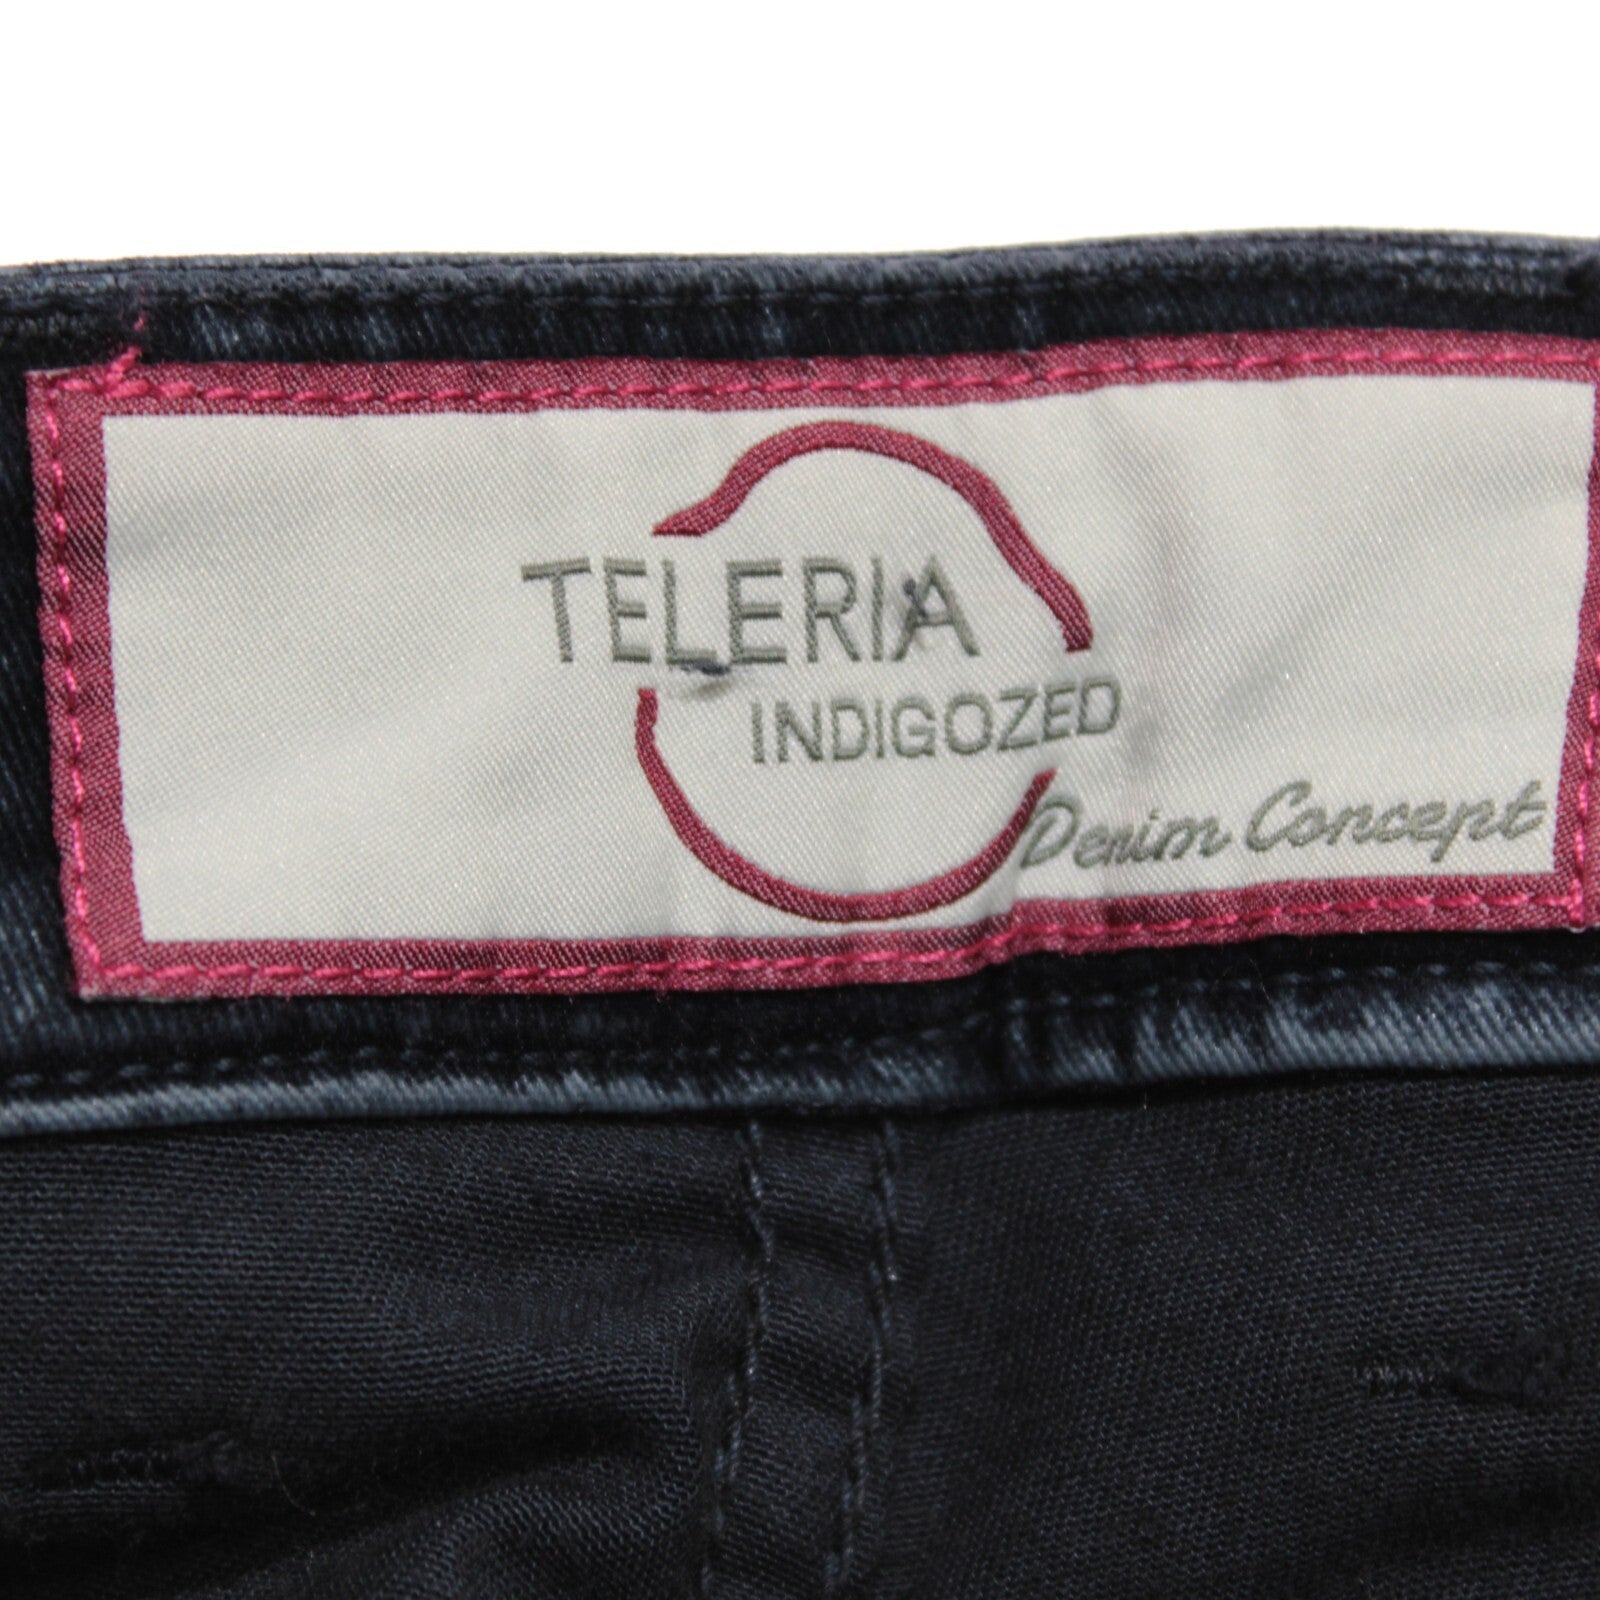 TELERIA
INDIGOZED
Denim Concept